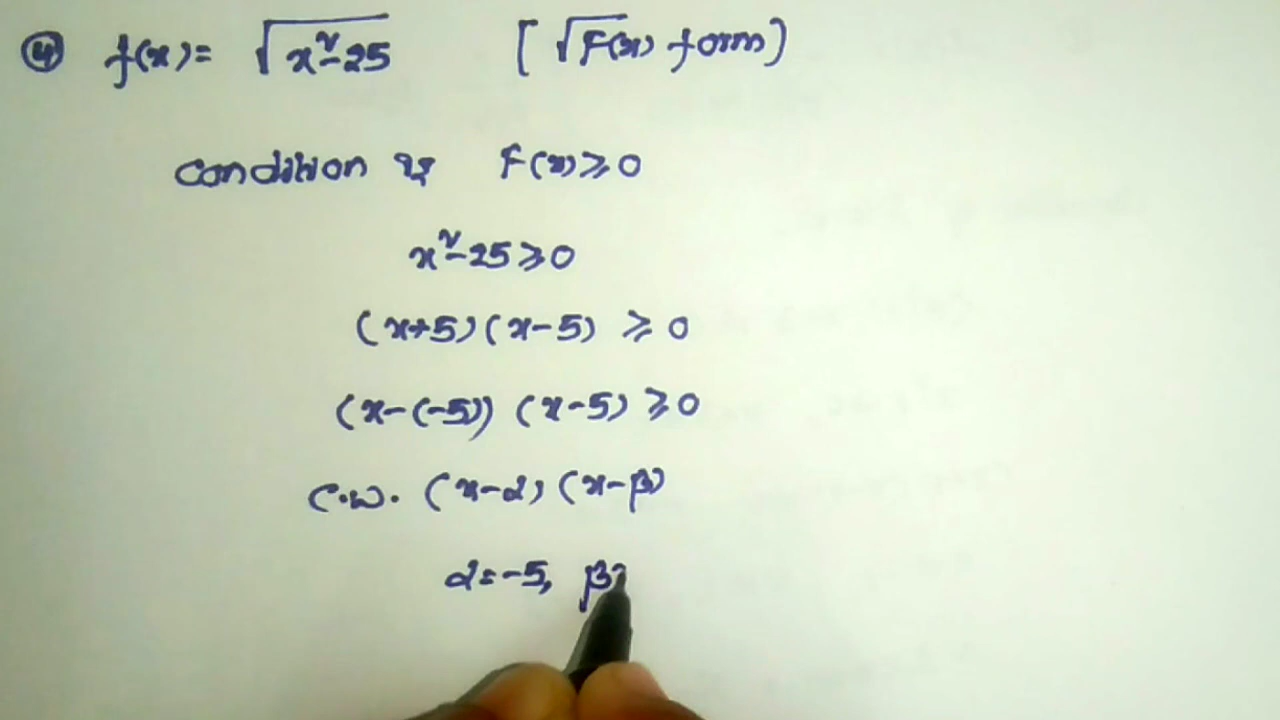 ④ f(x) = √x²-25 [√F(x) form]
condition is F(x) ≥ 0
x²-25 ≥ 0
(x+5)(x-5) ≥ 0
(x-(-5)) (x-5) ≥ 0
C.W. (x-α) (x-β)
α = -5, β